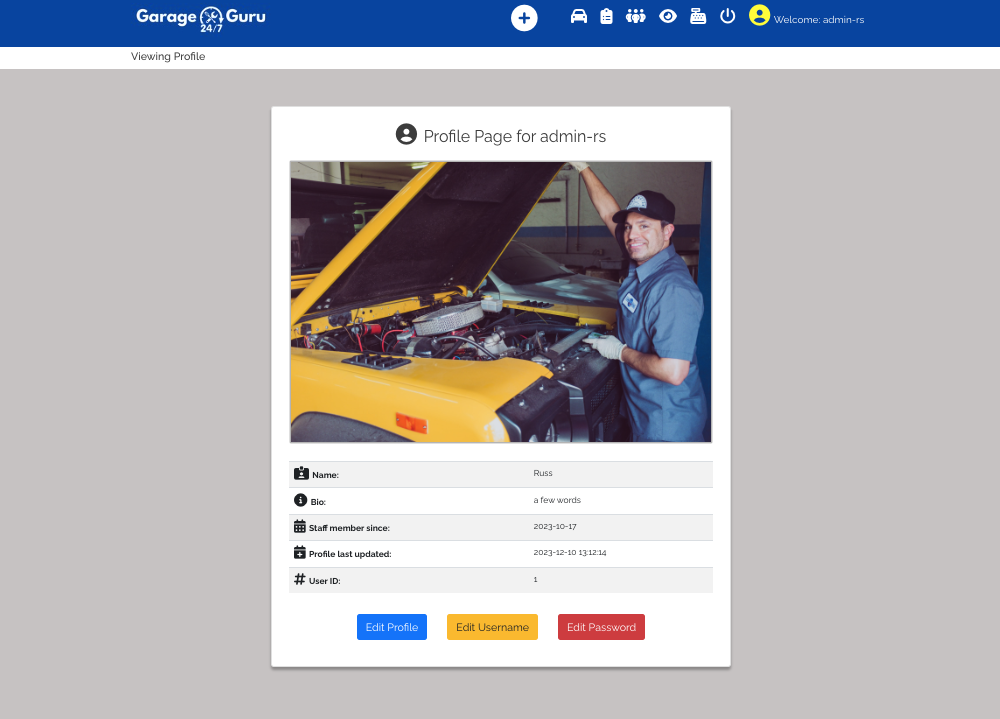 Garage Guru
24/7
Welcome: admin-rs
Viewing Profile
Profile Page for admin-rs
Name: Russ
Bio: a few words
Staff member since: 2023-10-17
Profile last updated: 2023-12-10 13:12:14
User ID: 1
Edit Profile Edit Username Edit Password